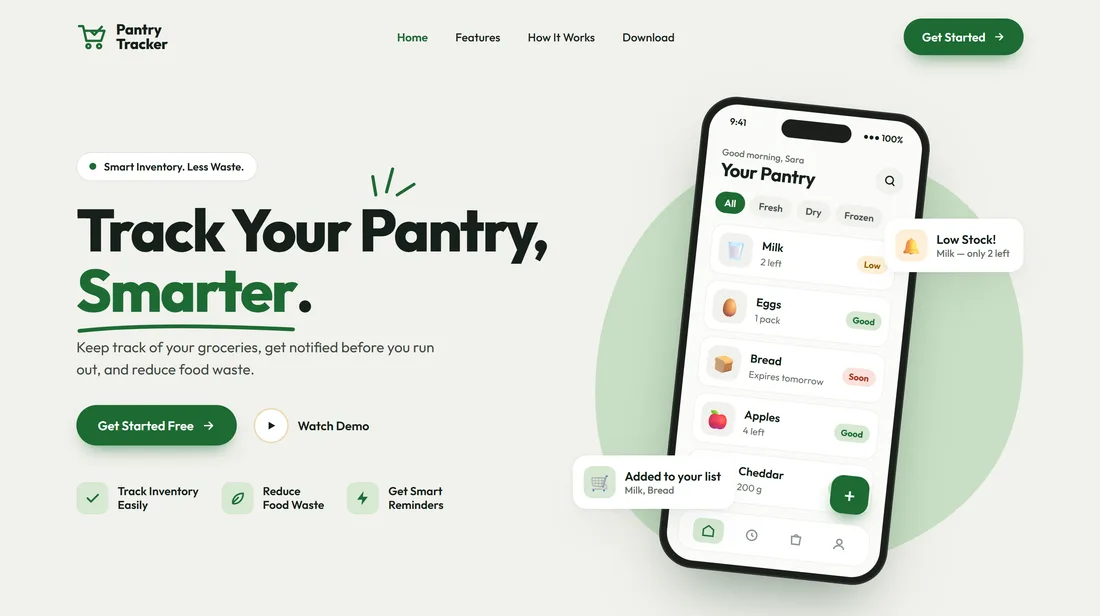 Pantry
Tracker
Home
Features
How It Works
Download
Get Started
Smart Inventory. Less Waste.
Track Your Pantry,
Smarter.
Keep track of your groceries, get notified before you run
out, and reduce food waste.
Get Started Free
Watch Demo
Track Inventory
Easily
Reduce
Food Waste
Get Smart
Reminders
9:41
100%
Good morning, Sara
Your Pantry
All
Fresh
Dry
Frozen
Milk
2 left
Low
Low Stock!
Milk — only 2 left
Eggs
1 pack
Good
Bread
Expires tomorrow
Soon
Apples
4 left
Good
Added to your list
Milk, Bread
Cheddar
200 g